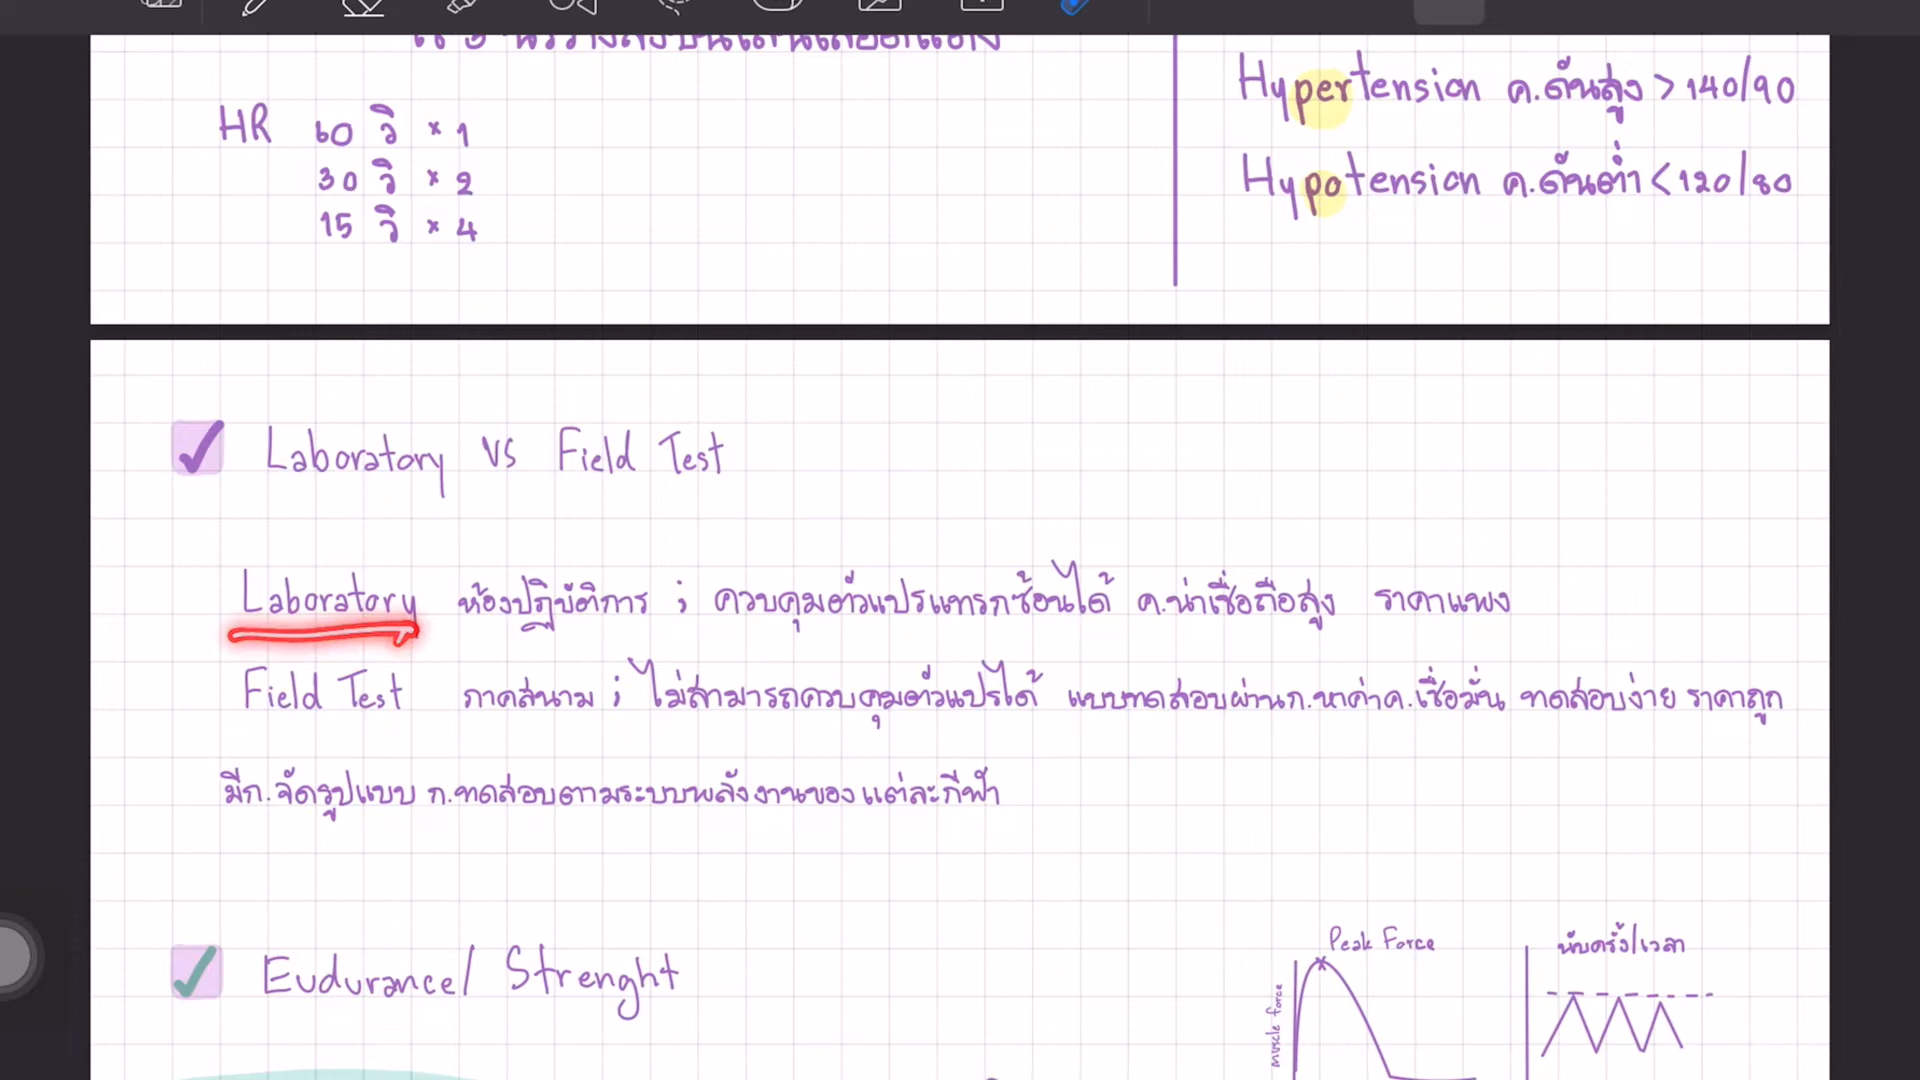 HR 60 วิ × 1
30 วิ × 2
15 วิ × 4
Hypertension ค.ดันสูง > 140/90
Hypotension ค.ดันต่ำ < 120/80
Laboratory VS Field Test
Laboratory ห้องปฏิบัติการ ; ควบคุมตัวแปรแทรกซ้อนได้ ค.น่าเชื่อถือสูง ราคาแพง
Field Test ภาคสนาม ; ไม่สามารถควบคุมตัวแปรได้ แบบทดสอบผ่านก.หาค่าค.เชื่อมั่น ทดสอบง่าย ราคาถูก
มีก.จัดรูปแบบ ก.ทดสอบตามระบบพลังงานของแต่ละกีฬา
Eudurance/ Strenght
Peak Force
muscle force
นับครั้ง/เวลา